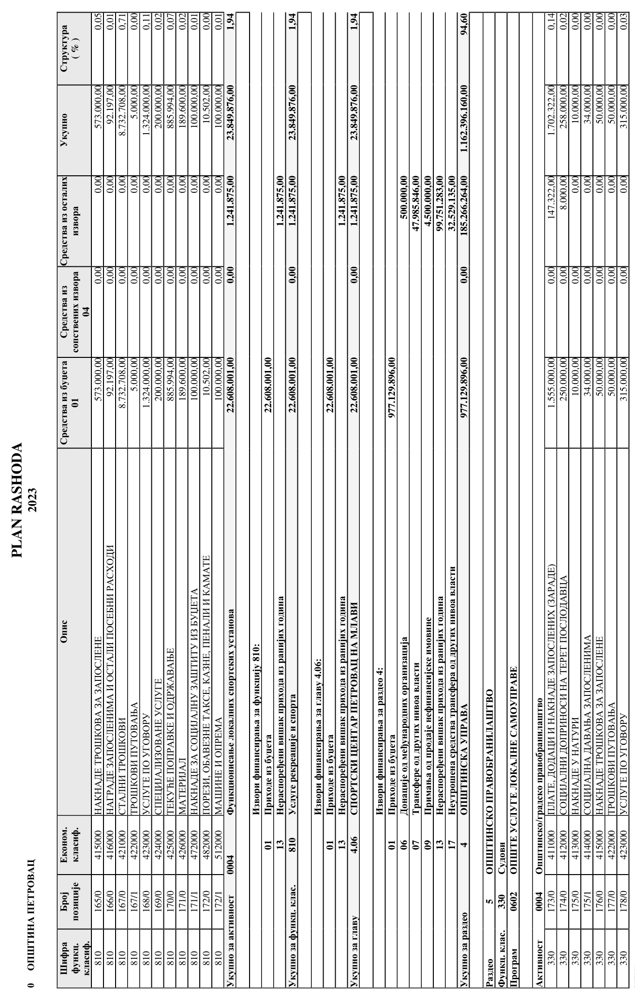 PLAN RASHODA
2023
0 ОПШТИНА ПЕТРОВАЦ
Шифра функц. класиф. Број позиције Економ. класиф. Опис Средства из буџета 01 Средства из сопствених извора 04 Средства из осталих извора Укупно Структура ( % )
810 165/0 415000 НАКНАДЕ ТРОШКОВА ЗА ЗАПОСЛЕНЕ 573.000,00 0,00 0,00 573.000,00 0,05
810 166/0 416000 НАГРАДЕ ЗАПОСЛЕНИМА И ОСТАЛИ ПОСЕБНИ РАСХОДИ 92.197,00 0,00 0,00 92.197,00 0,01
810 167/0 421000 СТАЛНИ ТРОШКОВИ 8.732.708,00 0,00 0,00 8.732.708,00 0,71
810 167/1 422000 ТРОШКОВИ ПУТОВАЊА 5.000,00 0,00 0,00 5.000,00 0,00
810 168/0 423000 УСЛУГЕ ПО УГОВОРУ 1.324.000,00 0,00 0,00 1.324.000,00 0,11
810 169/0 424000 СПЕЦИЈАЛИЗОВАНЕ УСЛУГЕ 200.000,00 0,00 0,00 200.000,00 0,02
810 170/0 425000 ТЕКУЋЕ ПОПРАВКЕ И ОДРЖАВАЊЕ 885.994,00 0,00 0,00 885.994,00 0,07
810 171/0 426000 МАТЕРИЈАЛ 189.600,00 0,00 0,00 189.600,00 0,02
810 171/1 472000 НАКНАДЕ ЗА СОЦИЈАЛНУ ЗАШТИТУ ИЗ БУЏЕТА 100.000,00 0,00 0,00 100.000,00 0,01
810 172/0 482000 ПОРЕЗИ, ОБАВЕЗНЕ ТАКСЕ, КАЗНЕ, ПЕНАЛИ И КАМАТЕ 10.502,00 0,00 0,00 10.502,00 0,00
810 172/1 512000 МАШИНЕ И ОПРЕМА 100.000,00 0,00 0,00 100.000,00 0,01
Укупно за активност 0004 Функционисање локалних спортских установа 22.608.001,00 0,00 1.241.875,00 23.849.876,00 1,94
Извори финансирања за функцију 810:
01 Приходе из буџета 22.608.001,00
13 Нераспоређени вишак прихода из ранијих година 1.241.875,00
Укупно за функц. клас. 810 Услуге рекреације и спорта 22.608.001,00 0,00 1.241.875,00 23.849.876,00 1,94
Извори финансирања за главу 4.06:
01 Приходе из буџета 22.608.001,00
13 Нераспоређени вишак прихода из ранијих година 1.241.875,00
Укупно за главу 4.06 СПОРТСКИ ЦЕНТАР ПЕТРОВАЦ НА МЛАВИ 22.608.001,00 0,00 1.241.875,00 23.849.876,00 1,94
Извори финансирања за раздео 4:
01 Приходе из буџета 977.129.896,00
06 Донације од међународних организација 500.000,00
07 Трансфере од других нивоа власти 47.985.846,00
09 Примања од продаје нефинансијске имовине 4.500.000,00
13 Нераспоређени вишак прихода из ранијих година 99.751.283,00
17 Неутрошена средства трансфера од других нивоа власти 32.529.135,00
Укупно за раздео 4 ОПШТИНСКА УПРАВА 977.129.896,00 0,00 185.266.264,00 1.162.396.160,00 94,60
Раздео 5 ОПШТИНСКО ПРАВОБРАНИЛАШТВО
Функц. клас. 330 Судови
Програм 0602 ОПШТЕ УСЛУГЕ ЛОКАЛНЕ САМОУПРАВЕ
Активност 0004 Општинско/градско правобранилаштво
330 173/0 411000 ПЛАТЕ, ДОДАЦИ И НАКНАДЕ ЗАПОСЛЕНИХ (ЗАРАДЕ) 1.555.000,00 0,00 147.322,00 1.702.322,00 0,14
330 174/0 412000 СОЦИЈАЛНИ ДОПРИНОСИ НА ТЕРЕТ ПОСЛОДАВЦА 250.000,00 0,00 8.000,00 258.000,00 0,02
330 175/0 413000 НАКНАДЕ У НАТУРИ 10.000,00 0,00 0,00 10.000,00 0,00
330 175/1 414000 СОЦИЈАЛНА ДАВАЊА ЗАПОСЛЕНИМА 34.000,00 0,00 0,00 34.000,00 0,00
330 176/0 415000 НАКНАДЕ ТРОШКОВА ЗА ЗАПОСЛЕНЕ 50.000,00 0,00 0,00 50.000,00 0,00
330 177/0 422000 ТРОШКОВИ ПУТОВАЊА 50.000,00 0,00 0,00 50.000,00 0,00
330 178/0 423000 УСЛУГЕ ПО УГОВОРУ 315.000,00 0,00 0,00 315.000,00 0,03